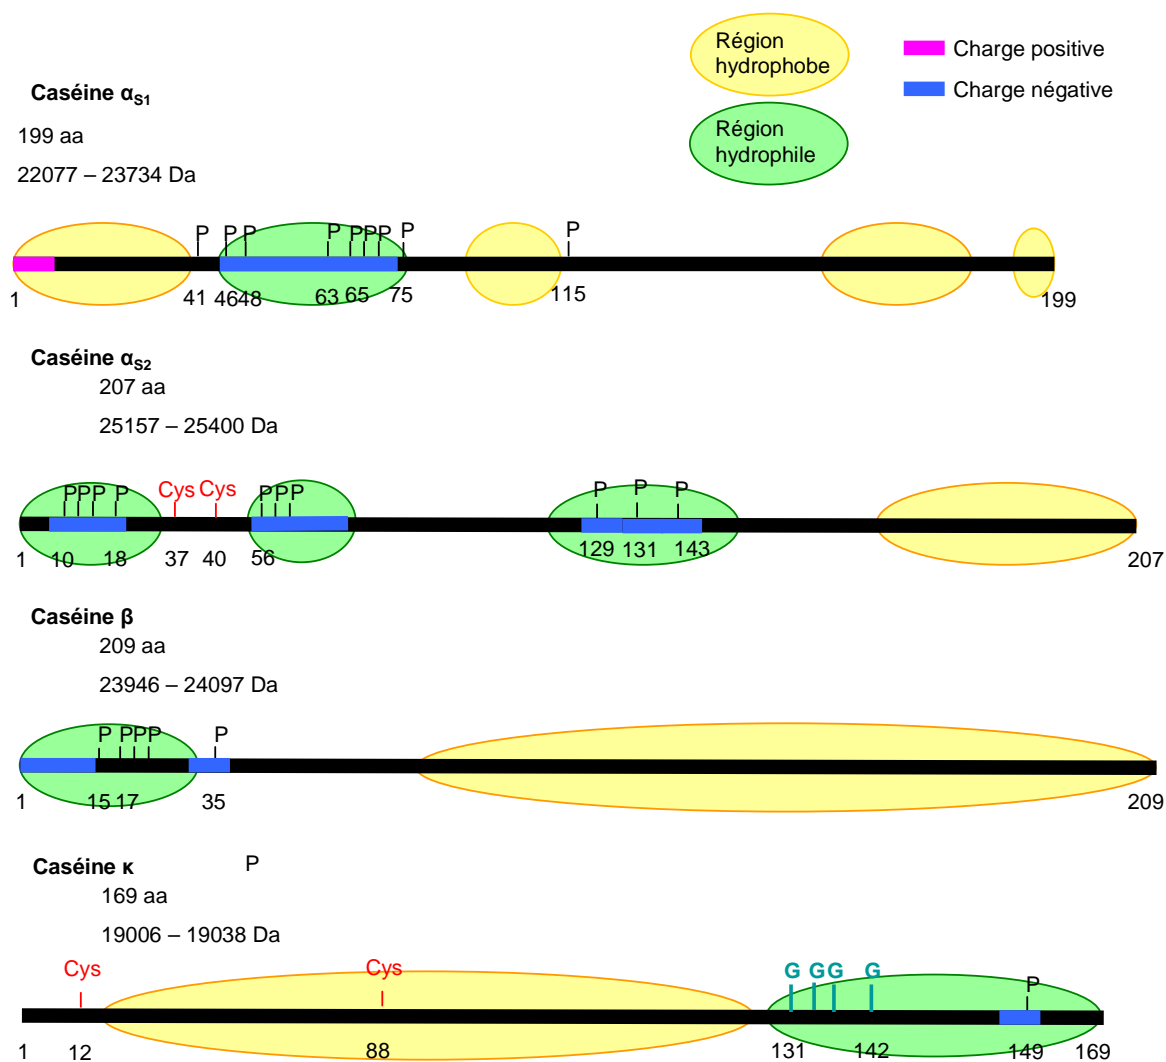 Région
hydrophobe
Charge positive
Charge négative
Région
hydrophile
Caséine αS1
199 aa
22077 – 23734 Da
P P P P P P P P P
1 41 46 48 63 65 75 115 199
Caséine αS2
207 aa
25157 – 25400 Da
P P P P Cys Cys P P P P P P
1 10 18 37 40 56 129 131 143 207
Caséine β
209 aa
23946 – 24097 Da
P P P P P
1 15 17 35 209
Caséine κ P
169 aa
19006 – 19038 Da
Cys Cys G G G G P
1 12 88 131 142 149 169